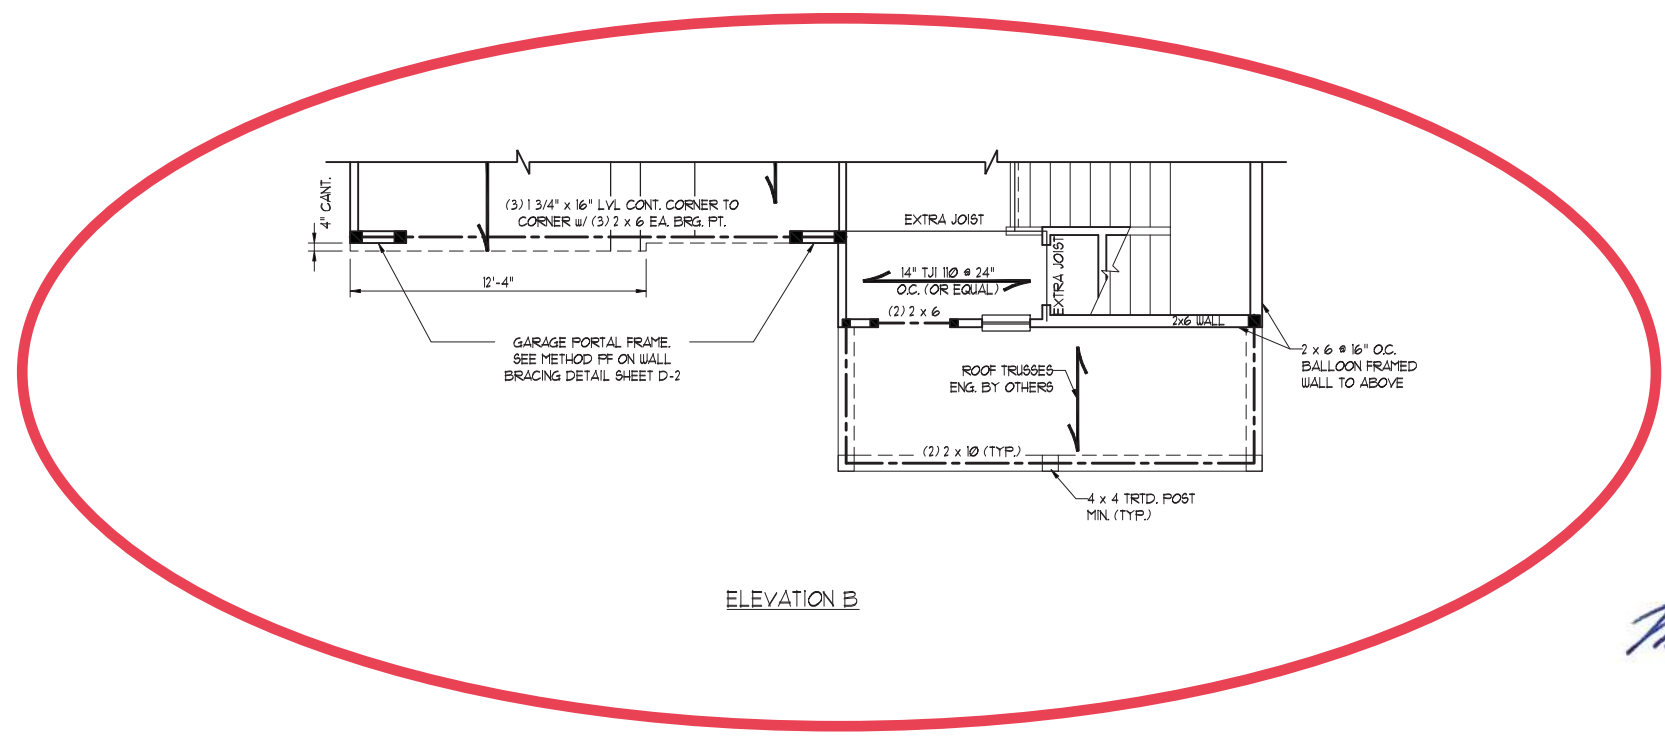 4" CANT.
(3) 1 3/4" x 16" LVL CONT. CORNER TO
CORNER w/ (3) 2 x 6 EA. BRG. PT.
EXTRA JOIST
EXTRA JOIST
12'-4"
14" TJI 110 @ 24"
O.C. (OR EQUAL)
(2) 2 x 6
2x6 WALL
GARAGE PORTAL FRAME.
SEE METHOD PF ON WALL
BRACING DETAIL SHEET D-2
2 x 6 @ 16" O.C.
BALLOON FRAMED
WALL TO ABOVE
ROOF TRUSSES
ENG. BY OTHERS
(2) 2 x 10 (TYP.)
4 x 4 TRTD. POST
MIN. (TYP.)
ELEVATION B